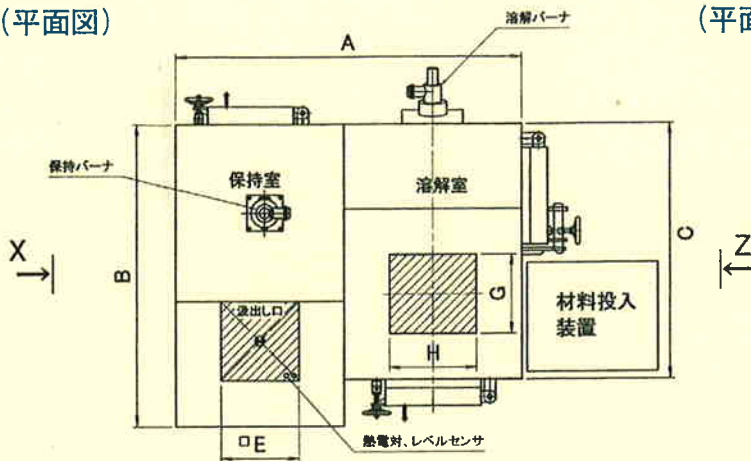 (平面図)
(平面
溶解バーナ
A
保持バーナ
保持室
溶解室
X
B
C
Z
汲出し口
G
H
材料投入
装置
□E
熱電対、レベルセンサ